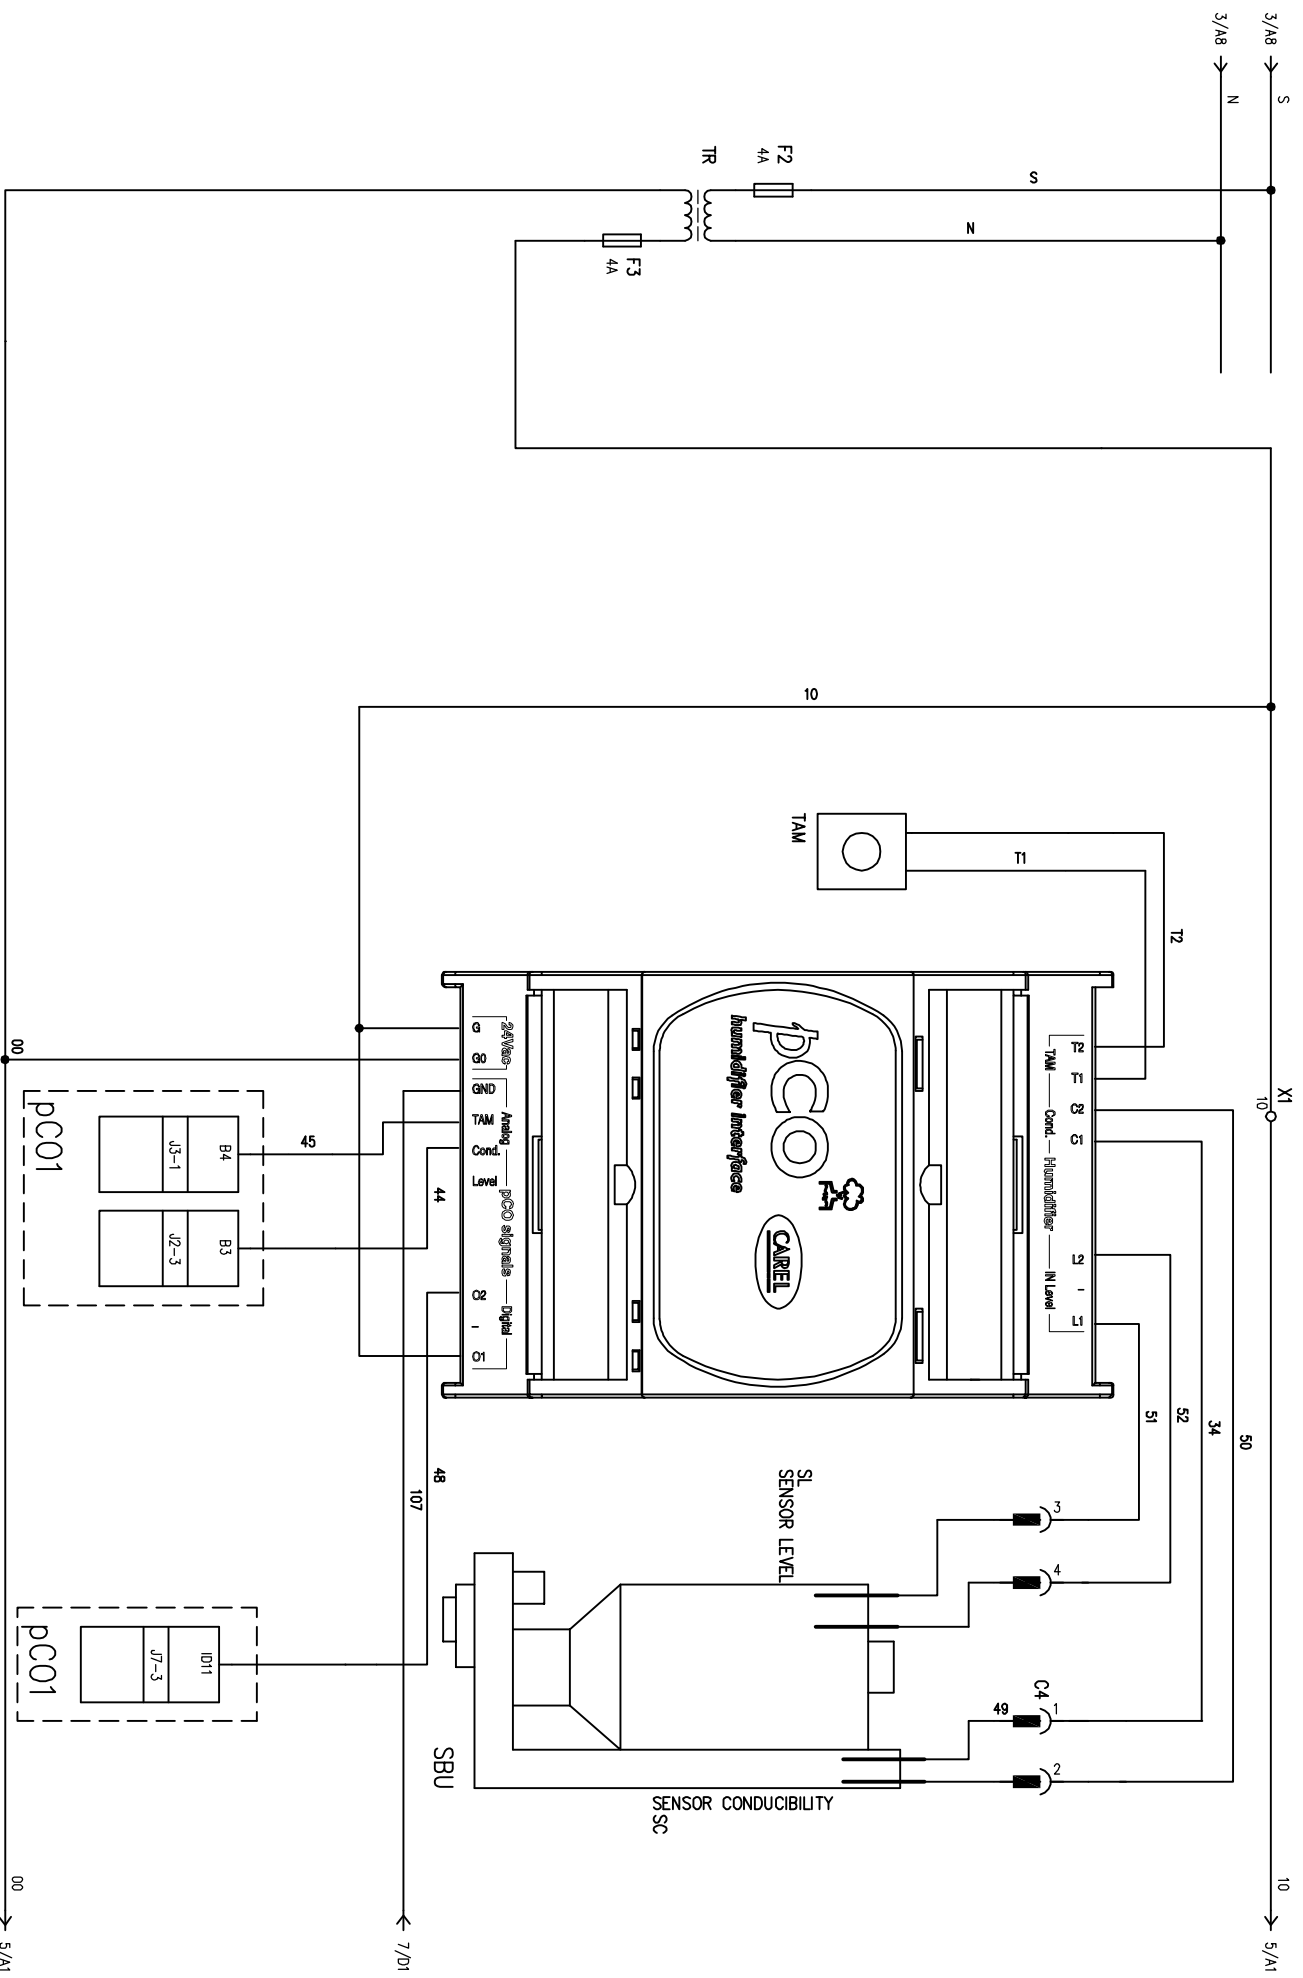 3/A8
S
3/A8
N
F2
4A
TR
S
N
F3
4A
10
TAM
T1
T2
X1
10
10
5/A1
T2
T1
C2
C1
L2
-
L1
TAM
Cond.
Humidifier
IN Level
pCO
humidifier interface
CAREL
24Vac
Analog
pCO signals
Digital
G
G0
GND
TAM
Cond.
Level
O2
-
O1
50
34
52
51
3
4
C4
1
2
49
SL
SENSOR LEVEL
SENSOR CONDUCIBILITY
SC
SBU
48
107
7/D1
44
45
B4
J3-1
B3
J2-3
pCO1
ID11
J7-3
pCO1
00
00
5/A1